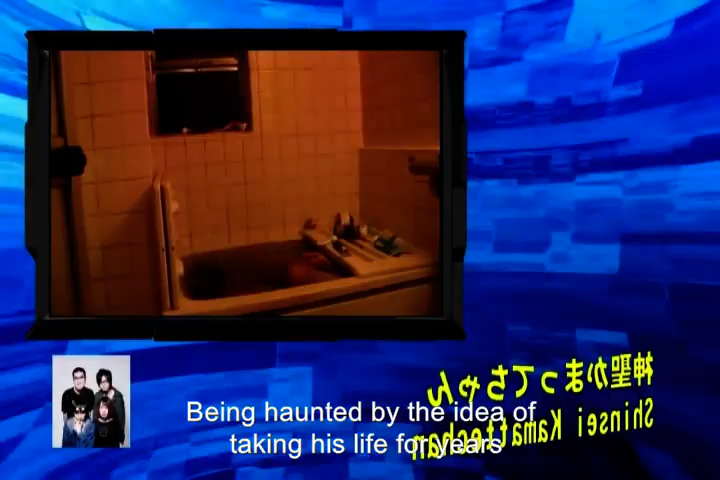 神聖かまってちゃん
Shinsei Kamattechan
Being haunted by the idea of
taking his life for years